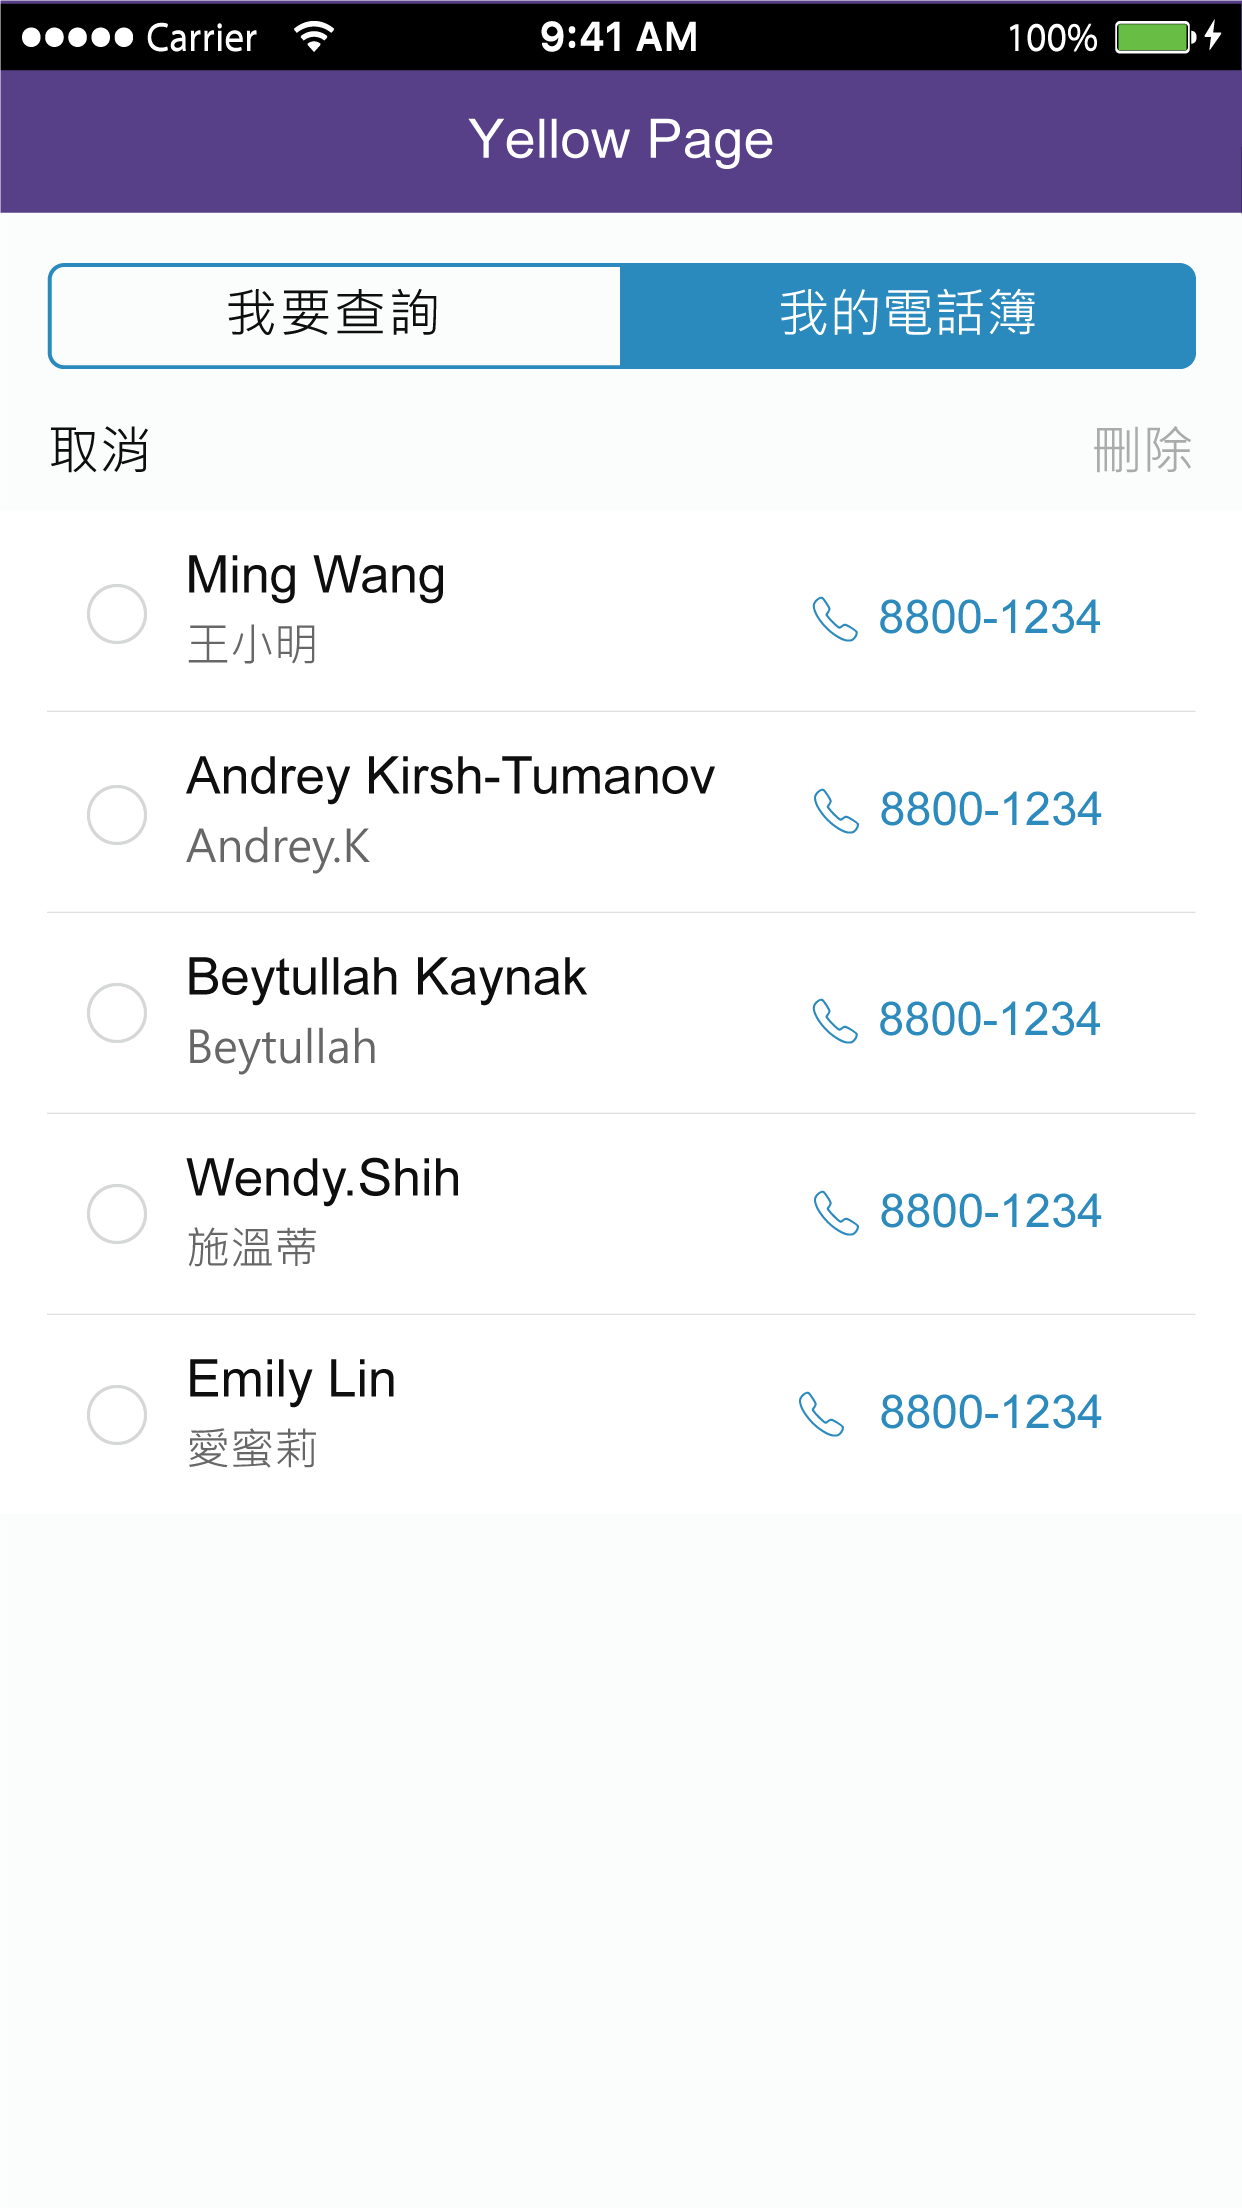 Carrier 9:41 AM 100%
Yellow Page
我要查詢 我的電話簿
取消 刪除
Ming Wang
王小明 8800-1234
Andrey Kirsh-Tumanov
Andrey.K 8800-1234
Beytullah Kaynak
Beytullah 8800-1234
Wendy.Shih
施溫蒂 8800-1234
Emily Lin
愛蜜莉 8800-1234